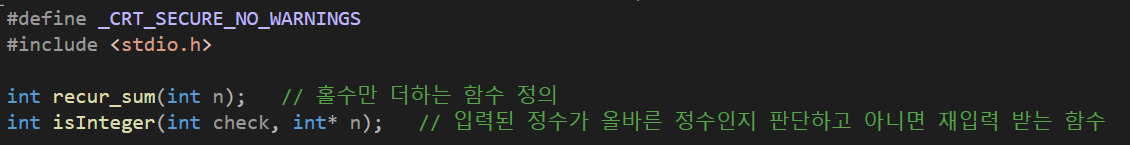 #define _CRT_SECURE_NO_WARNINGS
#include <stdio.h>
int recur_sum(int n);   // 홀수만 더하는 함수 정의
int isInteger(int check, int* n);   // 입력된 정수가 올바른 정수인지 판단하고 아니면 재입력 받는 함수